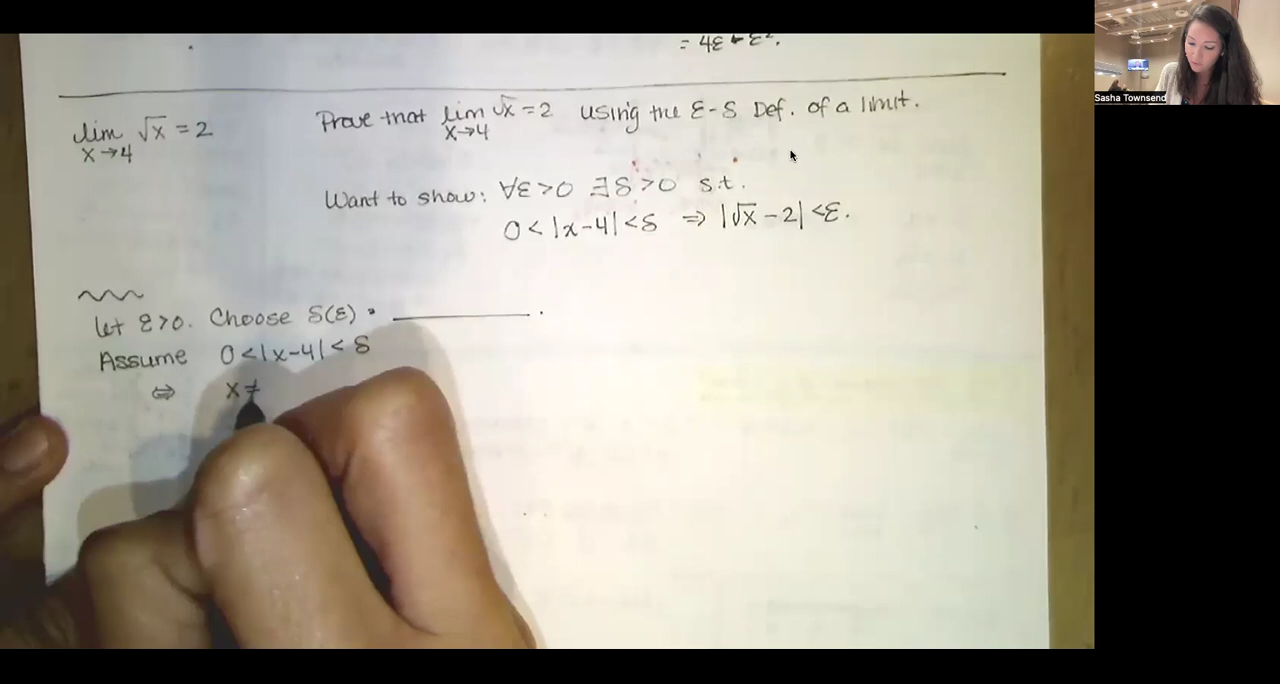 = 4ε - ε².
Sasha Townsend
lim √x = 2
x→4
Prove that lim √x = 2 using the ε-δ Def. of a limit.
x→4
Want to show: ∀ε>0 ∃δ>0 s.t.
0<|x-4|<δ ⇒ |√x-2|<ε.
Let ε>0. Choose δ(ε) = ________.
Assume 0<|x-4|<δ
⇔ x≠